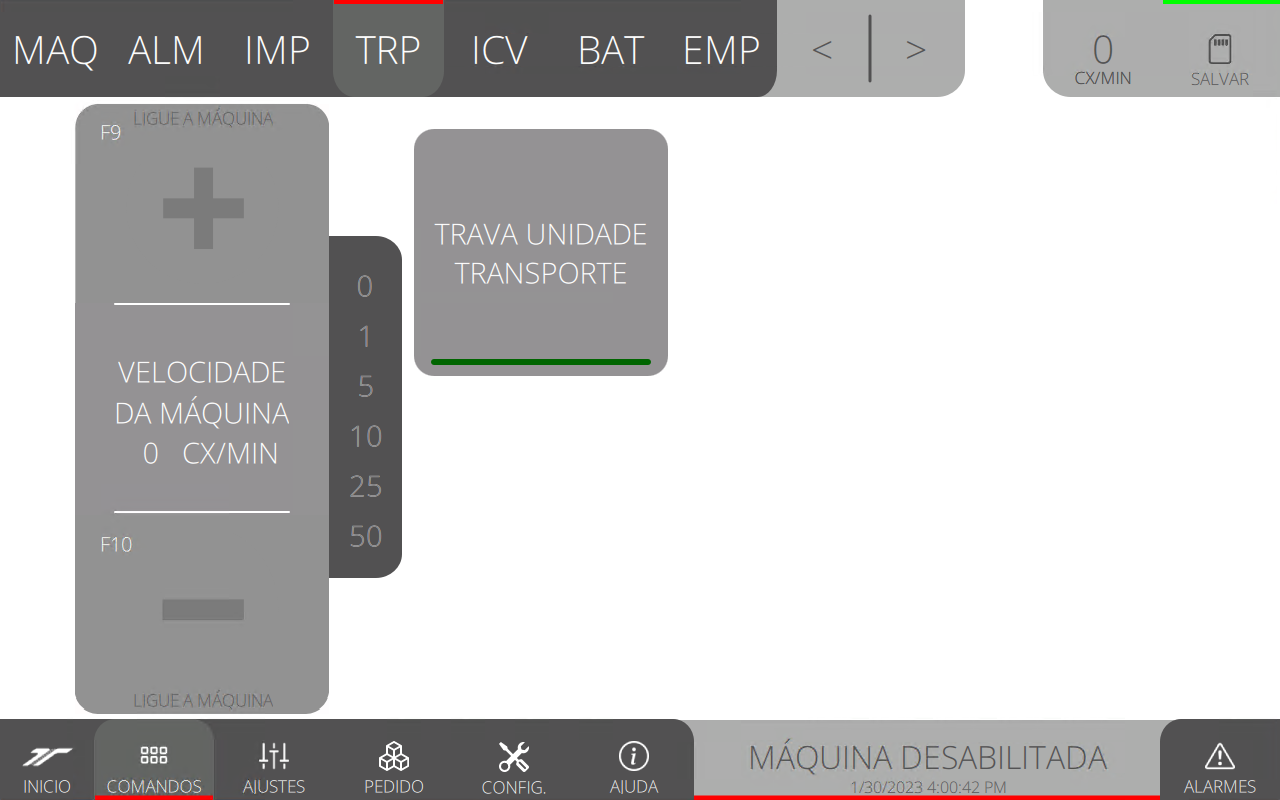 MAQ ALM IMP TRP ICV BAT EMP < > 0
CX/MIN SALVAR
LIGUE A MÁQUINA
F9
VELOCIDADE
DA MÁQUINA
0 CX/MIN
F10
LIGUE A MÁQUINA
0
1
5
10
25
50
TRAVA UNIDADE
TRANSPORTE
INICIO COMANDOS AJUSTES PEDIDO CONFIG. AJUDA
MÁQUINA DESABILITADA
1/30/2023 4:00:42 PM
ALARMES